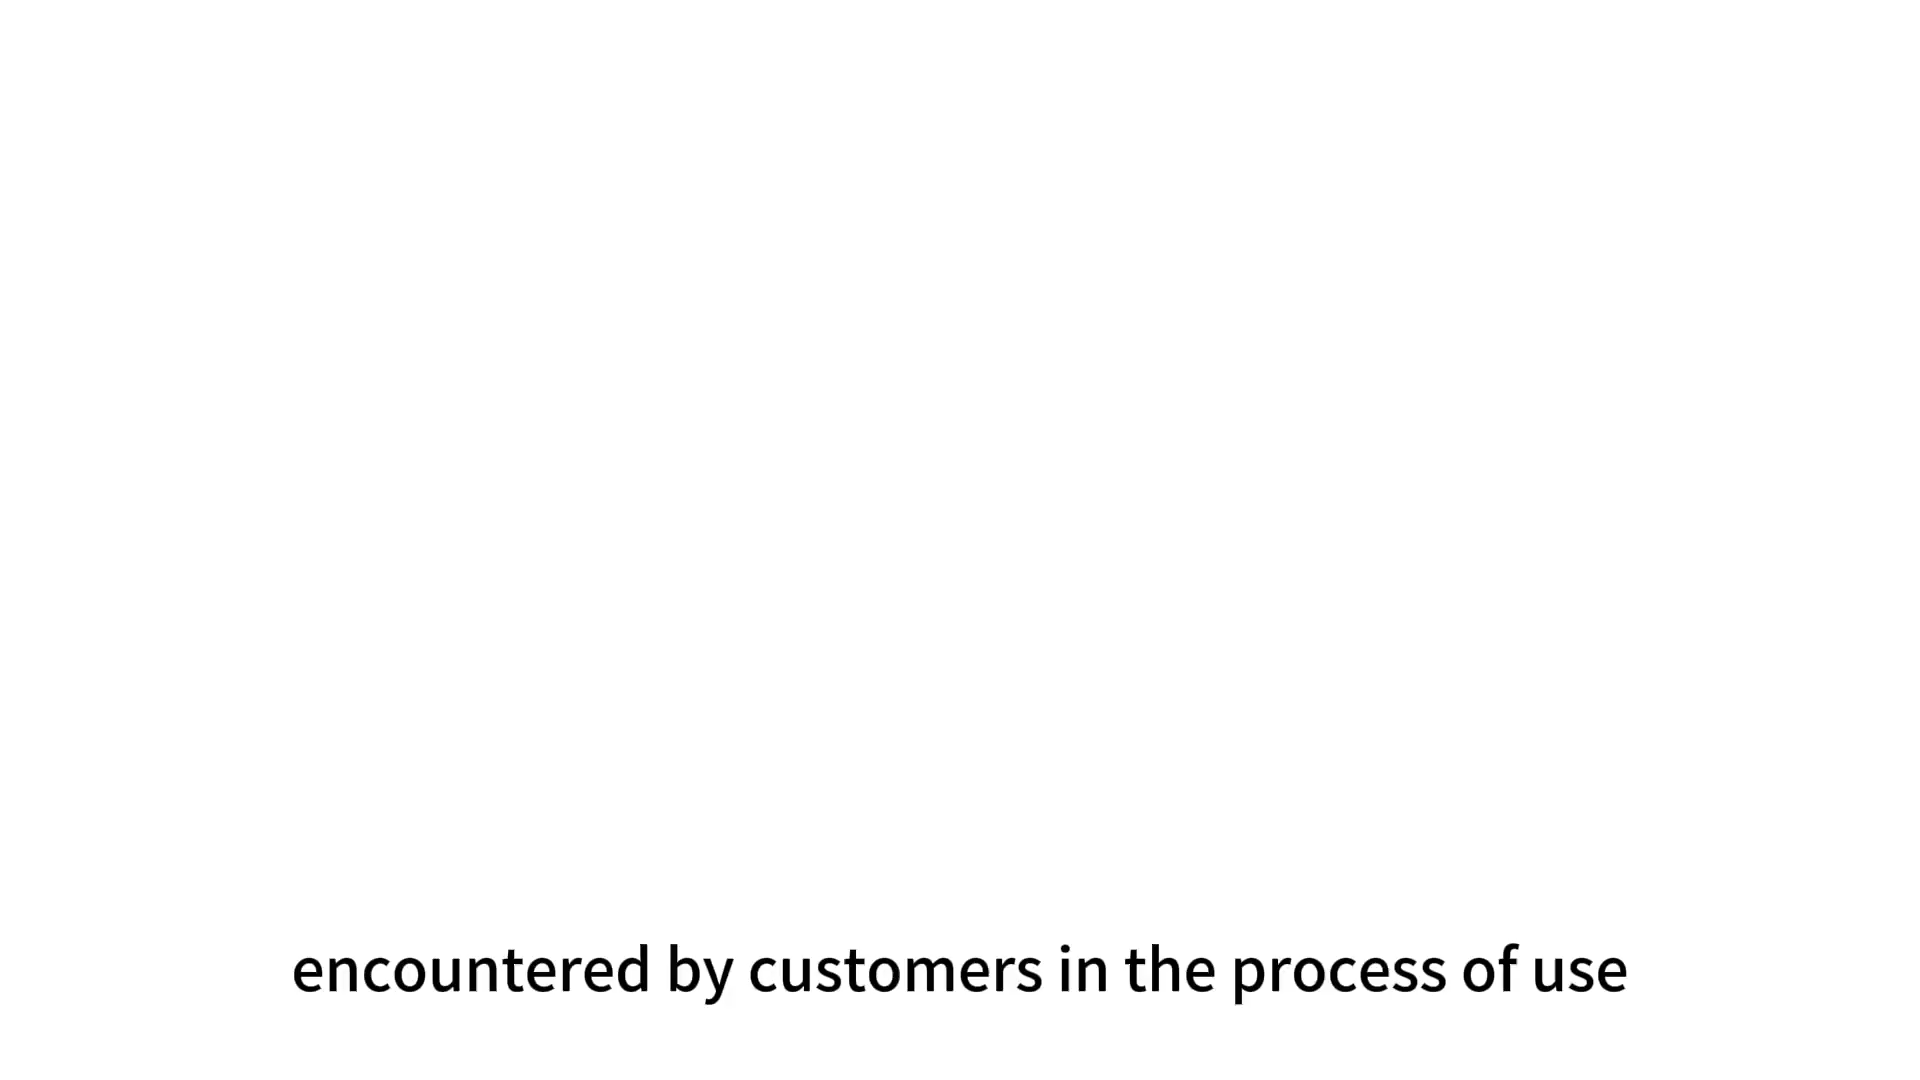 encountered by customers in the process of use